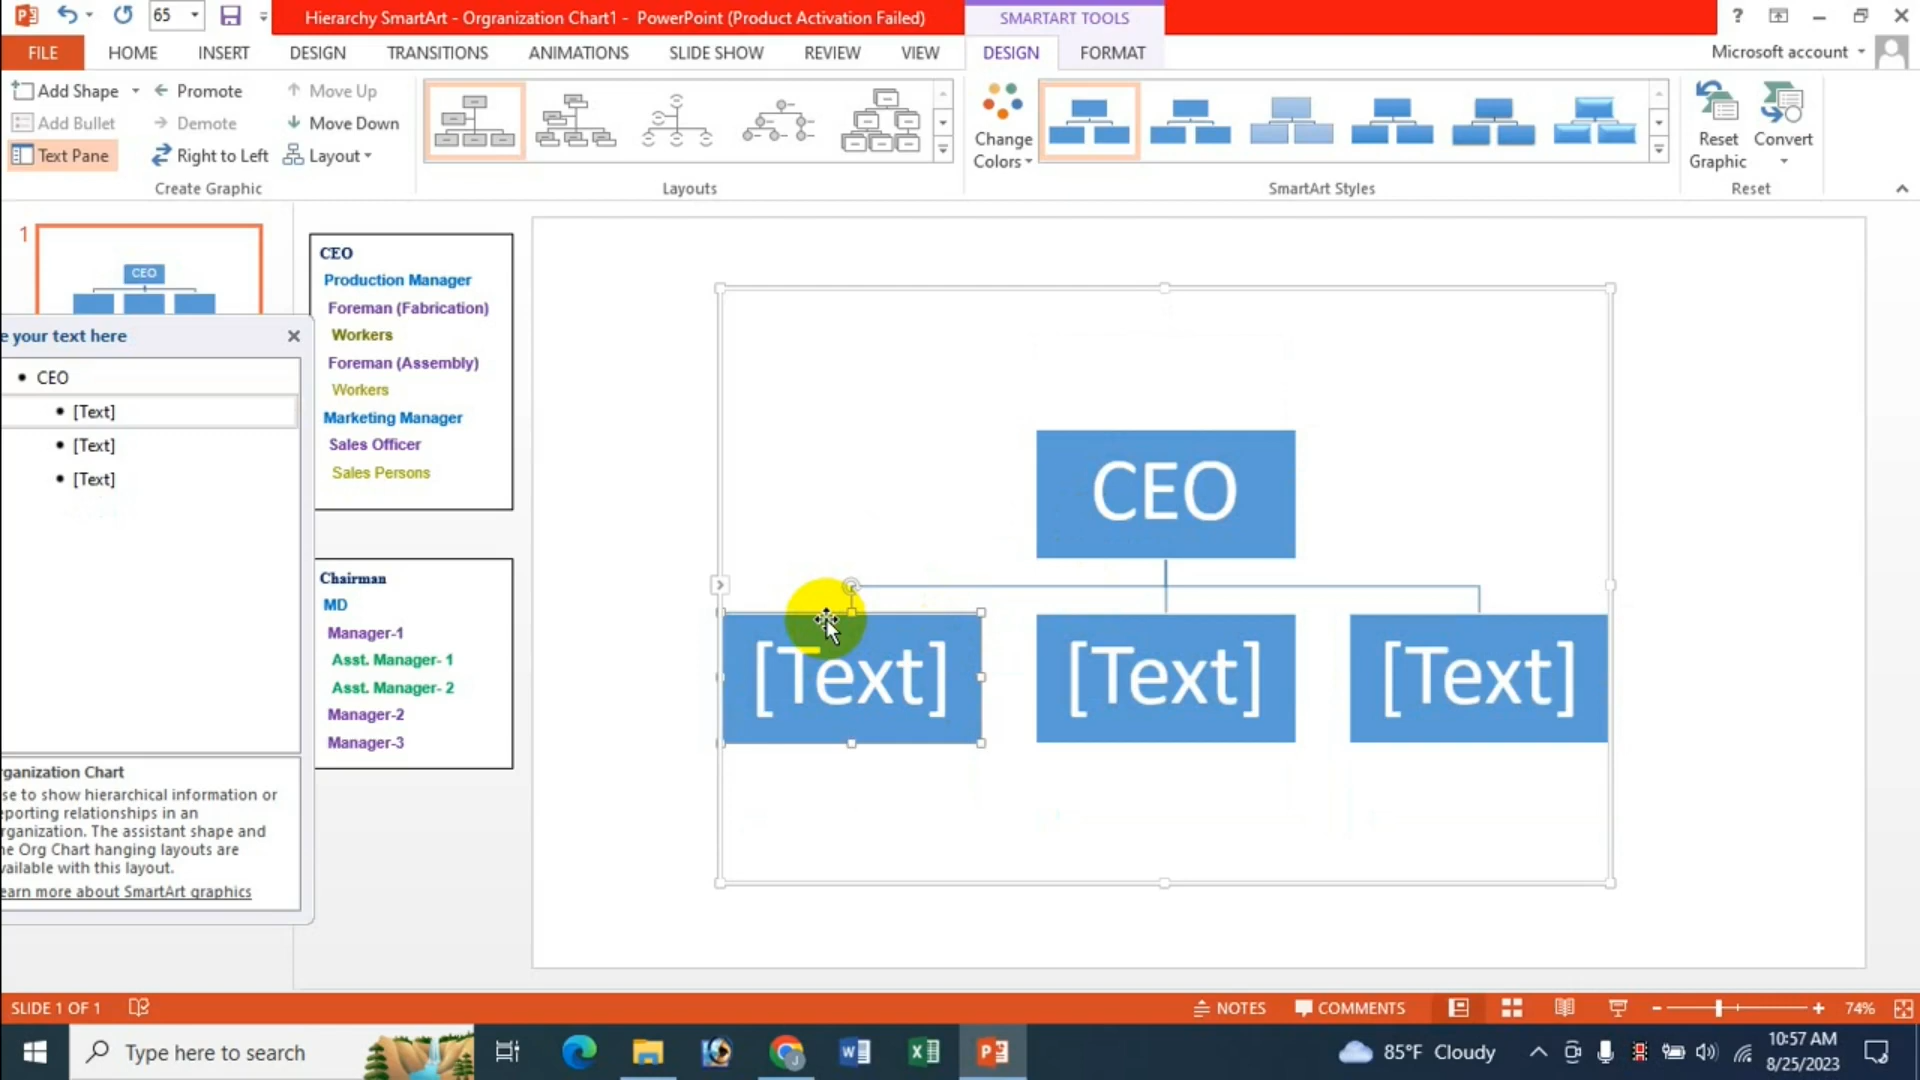 65
Hierarchy SmartArt - Orgranization Chart1 - PowerPoint (Product Activation Failed)
SMARTART TOOLS
?
FILE
HOME
INSERT
DESIGN
TRANSITIONS
ANIMATIONS
SLIDE SHOW
REVIEW
VIEW
DESIGN
FORMAT
Microsoft account
Add Shape
Promote
Move Up
Add Bullet
Demote
Move Down
Text Pane
Right to Left
Layout
Create Graphic
Layouts
Change
Colors
SmartArt Styles
Reset
Graphic
Convert
Reset
1
CEO
e your text here
• CEO
• [Text]
• [Text]
• [Text]
rganization Chart
se to show hierarchical information or
eporting relationships in an
rganization. The assistant shape and
he Org Chart hanging layouts are
vailable with this layout.
earn more about SmartArt graphics
CEO
Production Manager
Foreman (Fabrication)
Workers
Foreman (Assembly)
Workers
Marketing Manager
Sales Officer
Sales Persons
Chairman
MD
Manager-1
Asst. Manager- 1
Asst. Manager- 2
Manager-2
Manager-3
CEO
[Text]
[Text]
[Text]
SLIDE 1 OF 1
NOTES
COMMENTS
74%
Type here to search
85°F Cloudy
10:57 AM
8/25/2023